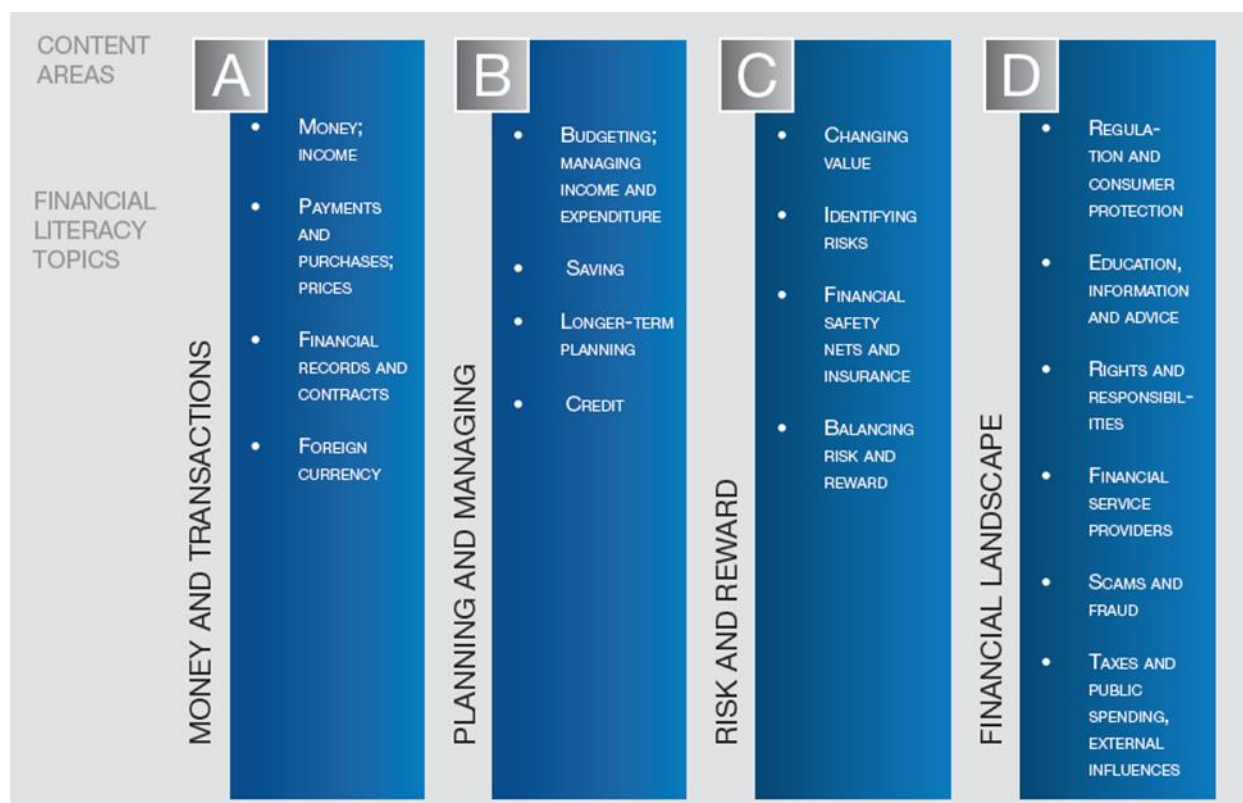 CONTENT
AREAS
FINANCIAL
LITERACY
TOPICS
A
MONEY AND TRANSACTIONS
• MONEY;
INCOME
• PAYMENTS
AND
PURCHASES;
PRICES
• FINANCIAL
RECORDS AND
CONTRACTS
• FOREIGN
CURRENCY
B
PLANNING AND MANAGING
• BUDGETING;
MANAGING
INCOME AND
EXPENDITURE
• SAVING
• LONGER-TERM
PLANNING
• CREDIT
C
RISK AND REWARD
• CHANGING
VALUE
• IDENTIFYING
RISKS
• FINANCIAL
SAFETY
NETS AND
INSURANCE
• BALANCING
RISK AND
REWARD
D
FINANCIAL LANDSCAPE
• REGULA-
TION AND
CONSUMER
PROTECTION
• EDUCATION,
INFORMATION
AND ADVICE
• RIGHTS AND
RESPONSIBIL-
ITIES
• FINANCIAL
SERVICE
PROVIDERS
• SCAMS AND
FRAUD
• TAXES AND
PUBLIC
SPENDING,
EXTERNAL
INFLUENCES